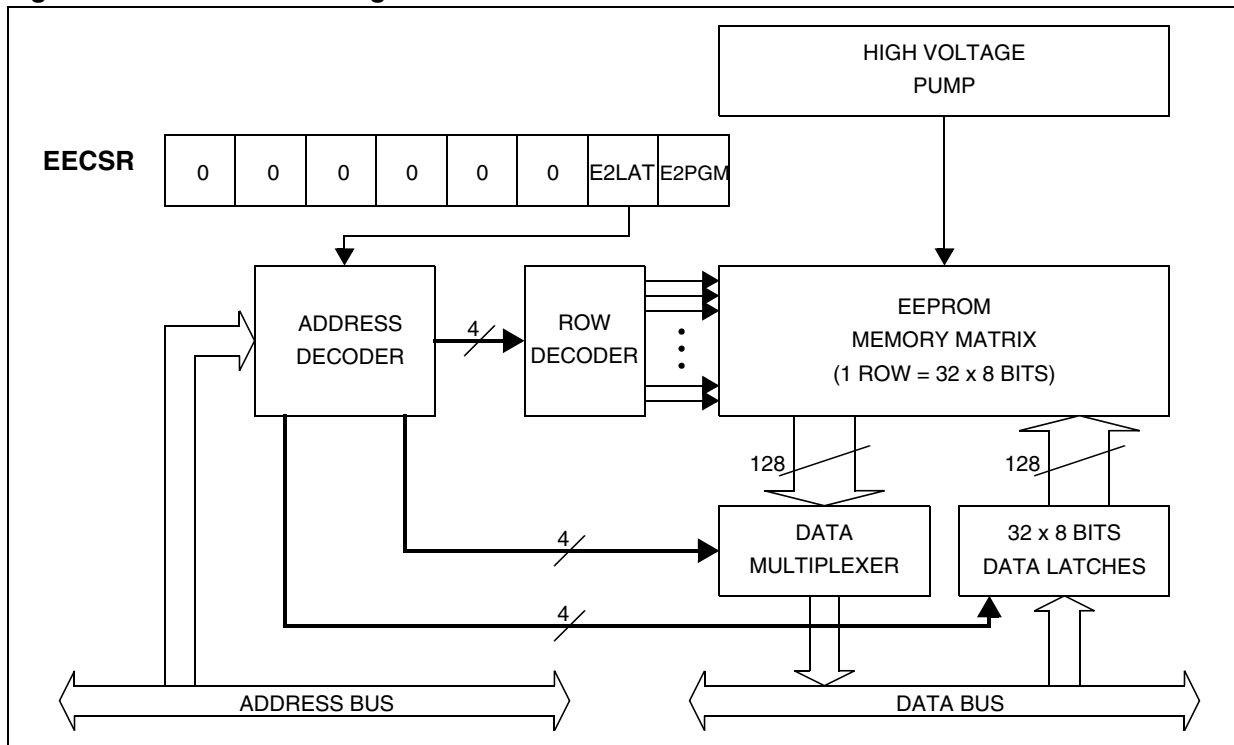 HIGH VOLTAGE
PUMP
EECSR
0 0 0 0 0 0 E2LAT E2PGM
ADDRESS
DECODER
4
ROW
DECODER
EEPROM
MEMORY MATRIX
(1 ROW = 32 x 8 BITS)
128
128
4
DATA
MULTIPLEXER
32 x 8 BITS
DATA LATCHES
4
ADDRESS BUS
DATA BUS